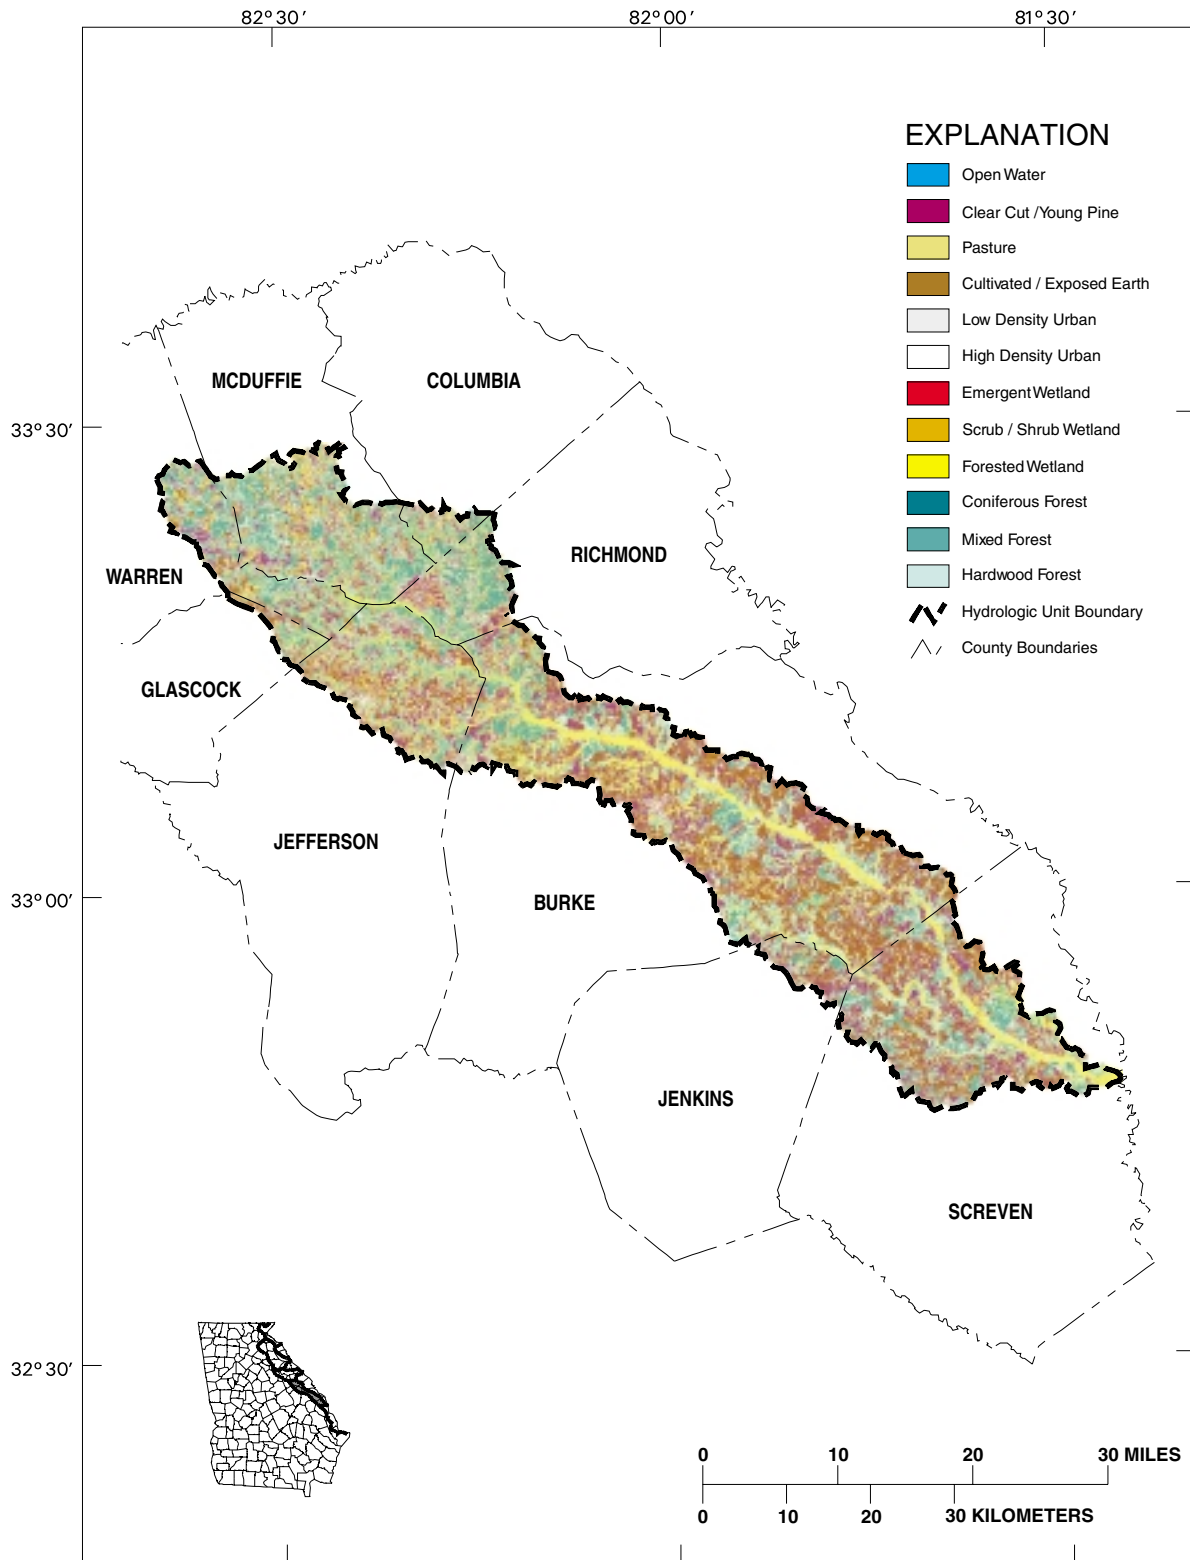 82° 30′ 82° 00′ 81° 30′
EXPLANATION
Open Water
Clear Cut / Young Pine
Pasture
Cultivated / Exposed Earth
Low Density Urban
High Density Urban
Emergent Wetland
Scrub / Shrub Wetland
Forested Wetland
Coniferous Forest
Mixed Forest
Hardwood Forest
Hydrologic Unit Boundary
County Boundaries
MCDUFFIE
COLUMBIA
33° 30′
RICHMOND
WARREN
GLASCOCK
JEFFERSON
33° 00′
BURKE
JENKINS
SCREVEN
32° 30′
0 10 20 30 MILES
0 10 20 30 KILOMETERS